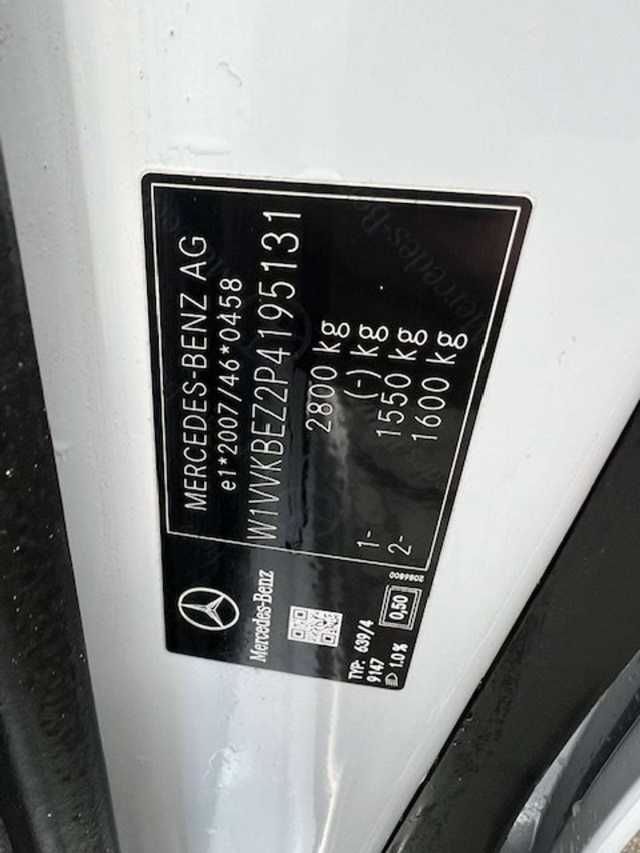 MERCEDES-BENZ AG
e1*2007/46*0458
W1VVKBEZ2P4195131
2800 kg
(-) kg
1- 1550 kg
2- 1600 kg
Mercedes-Benz
TYP: 639/4
9147
1.0 %
0,50
2086800